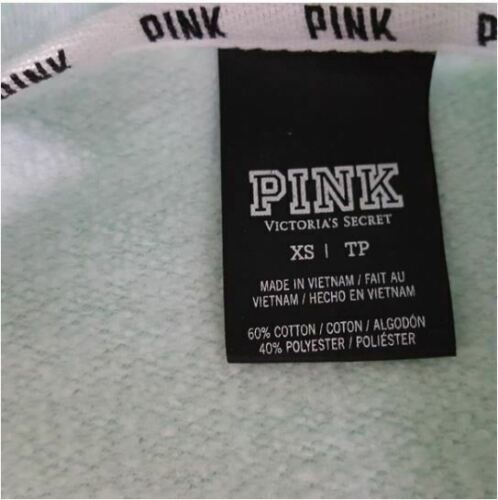 PINK PINK PINK P
PINK
VICTORIA'S SECRET
XS | TP
MADE IN VIETNAM / FAIT AU
VIETNAM / HECHO EN VIETNAM
60% COTTON / COTON / ALGODÓN
40% POLYESTER / POLIÉSTER